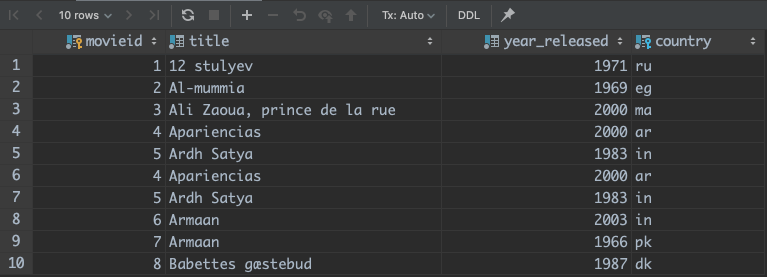 10 rows Tx: Auto DDL
movieid title year_released country
1 1 12 stulyev 1971 ru
2 2 Al-mummia 1969 eg
3 3 Ali Zaoua, prince de la rue 2000 ma
4 4 Apariencias 2000 ar
5 5 Ardh Satya 1983 in
6 4 Apariencias 2000 ar
7 5 Ardh Satya 1983 in
8 6 Armaan 2003 in
9 7 Armaan 1966 pk
10 8 Babettes gæstebud 1987 dk